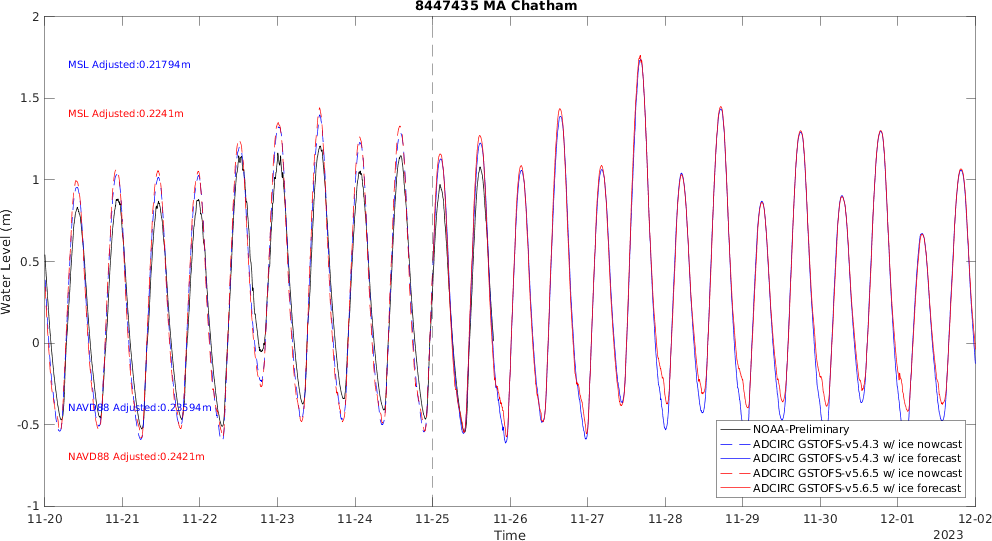 8447435 MA Chatham
2
1.5
1
0.5
0
-0.5
-1
Water Level (m)
MSL Adjusted:0.21794m
MSL Adjusted:0.2241m
NAVD88 Adjusted:0.23594m
NAVD88 Adjusted:0.2421m
NOAA-Preliminary
ADCIRC GSTOFS-v5.4.3 w/ ice nowcast
ADCIRC GSTOFS-v5.4.3 w/ ice forecast
ADCIRC GSTOFS-v5.6.5 w/ ice nowcast
ADCIRC GSTOFS-v5.6.5 w/ ice forecast
11-20 11-21 11-22 11-23 11-24 11-25 11-26 11-27 11-28 11-29 11-30 12-01 12-02
Time
2023